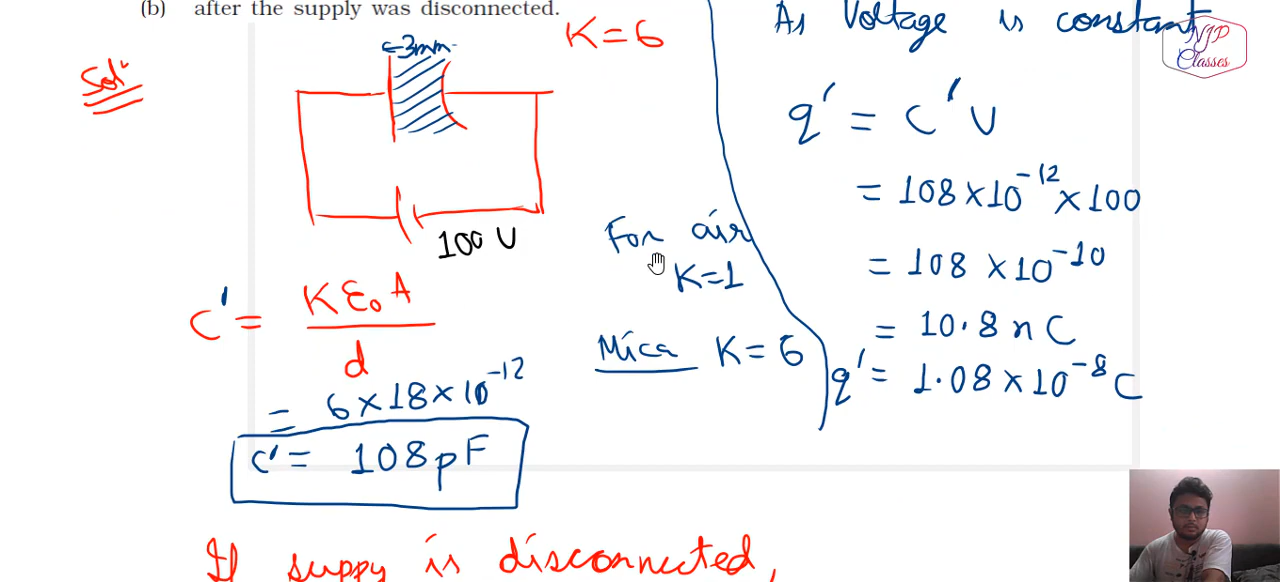 (b) after the supply was disconnected.
K=6
Sol^n
←3mm-
100 V
C' = Kε₀A / d
= 6×18×10⁻¹²
C' = 108pF
For air
K=1
Mica K=6
If suppy is disconnected,
As Voltage is constant
q' = C'V
= 108×10⁻¹²×100
= 108 ×10⁻¹⁰
= 10.8 n C
q' = 1.08×10⁻⁸ C
NJP
Classes